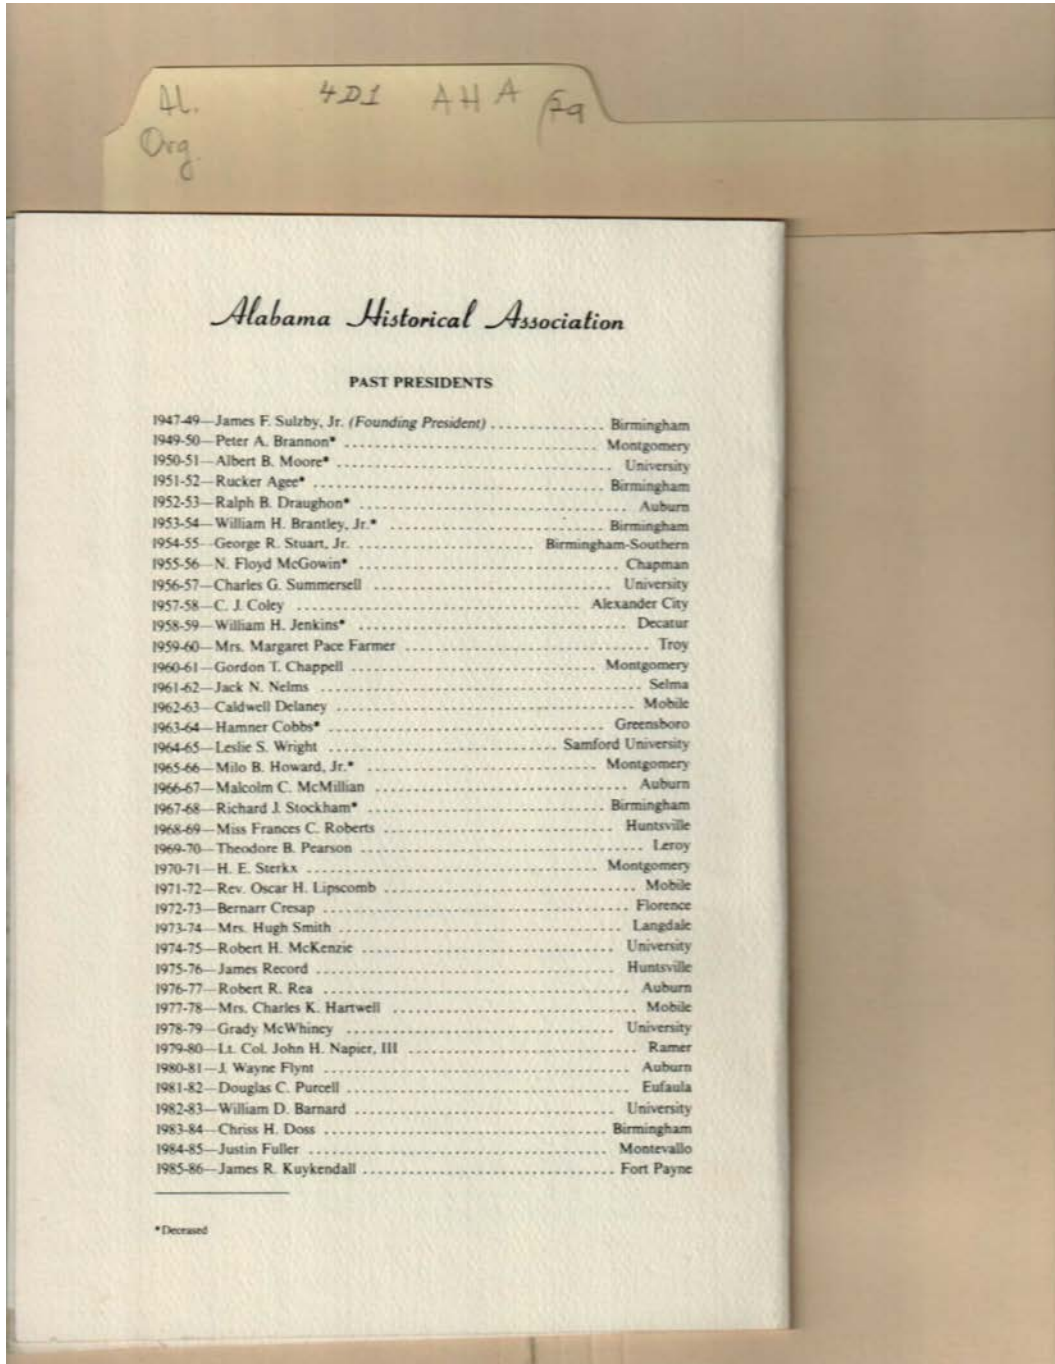 AL. 4D1 AHA
Org.
Alabama Historical Association
PAST PRESIDENTS
1947-49—James F. Sulzby, Jr. (Founding President) .............. Birmingham
1949-50—Peter A. Brannon* .............. Montgomery
1950-51—Albert B. Moore* .............. University
1951-52—Rucker Agee* .............. Birmingham
1952-53—Ralph B. Draughon* .............. Auburn
1953-54—William H. Brantley, Jr.* .............. Birmingham
1954-55—George R. Stuart, Jr. .............. Birmingham-Southern
1955-56—N. Floyd McGowin* .............. Chapman
1956-57—Charles G. Summersell .............. University
1957-58—C. J. Coley .............. Alexander City
1958-59—William H. Jenkins* .............. Decatur
1959-60—Mrs. Margaret Pace Farmer .............. Troy
1960-61—Gordon T. Chappell .............. Montgomery
1961-62—Jack N. Nelms .............. Selma
1962-63—Caldwell Delaney .............. Mobile
1963-64—Hamner Cobbs* .............. Greensboro
1964-65—Leslie S. Wright .............. Samford University
1965-66—Milo B. Howard, Jr.* .............. Montgomery
1966-67—Malcolm C. McMillian .............. Auburn
1967-68—Richard J. Stockham* .............. Birmingham
1968-69—Miss Frances C. Roberts .............. Huntsville
1969-70—Theodore B. Pearson .............. Leroy
1970-71—H. E. Sterkx .............. Montgomery
1971-72—Rev. Oscar H. Lipscomb .............. Mobile
1972-73—Bernarr Cresap .............. Florence
1973-74—Mrs. Hugh Smith .............. Langdale
1974-75—Robert H. McKenzie .............. University
1975-76—James Record .............. Huntsville
1976-77—Robert R. Rea .............. Auburn
1977-78—Mrs. Charles K. Hartwell .............. Mobile
1978-79—Grady McWhiney .............. University
1979-80—Lt. Col. John H. Napier, III .............. Ramer
1980-81—J. Wayne Flynt .............. Auburn
1981-82—Douglas C. Purcell .............. Eufaula
1982-83—William D. Barnard .............. University
1983-84—Chriss H. Doss .............. Birmingham
1984-85—Justin Fuller .............. Montevallo
1985-86—James R. Kuykendall .............. Fort Payne
*Deceased